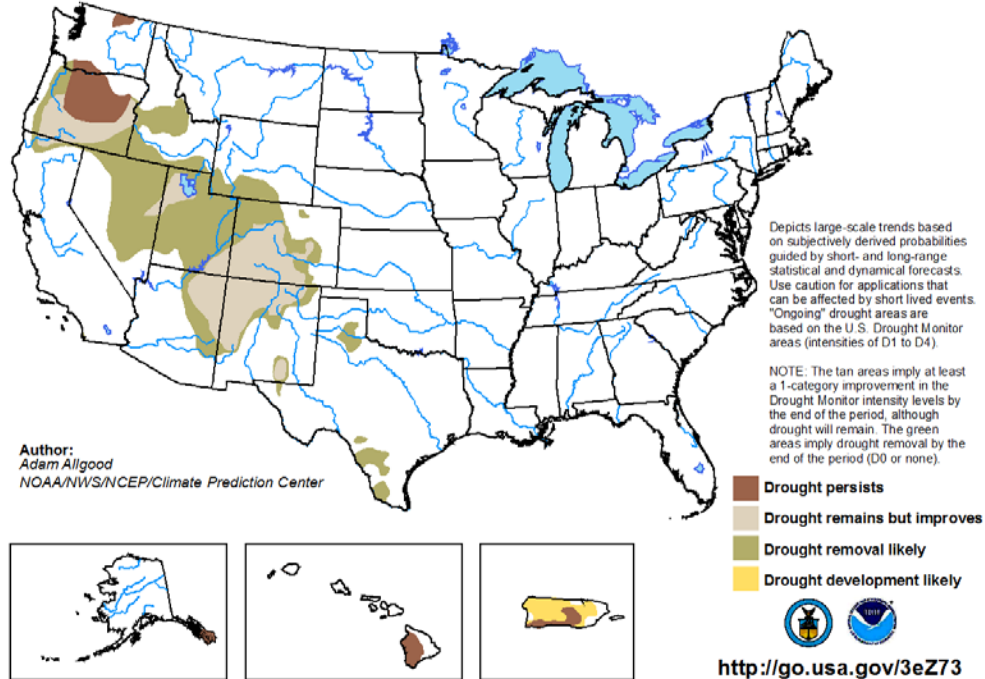 Depicts large-scale trends based
on subjectively derived probabilities
guided by short- and long-range
statistical and dynamical forecasts.
Use caution for applications that
can be affected by short lived events.
"Ongoing" drought areas are
based on the U.S. Drought Monitor
areas (intensities of D1 to D4).
NOTE: The tan areas imply at least
a 1-category improvement in the
Drought Monitor intensity levels by
the end of the period, although
drought will remain. The green
areas imply drought removal by the
end of the period (D0 or none).
Author:
Adam Allgood
NOAA/NWS/NCEP/Climate Prediction Center
Drought persists
Drought remains but improves
Drought removal likely
Drought development likely
http://go.usa.gov/3eZ73